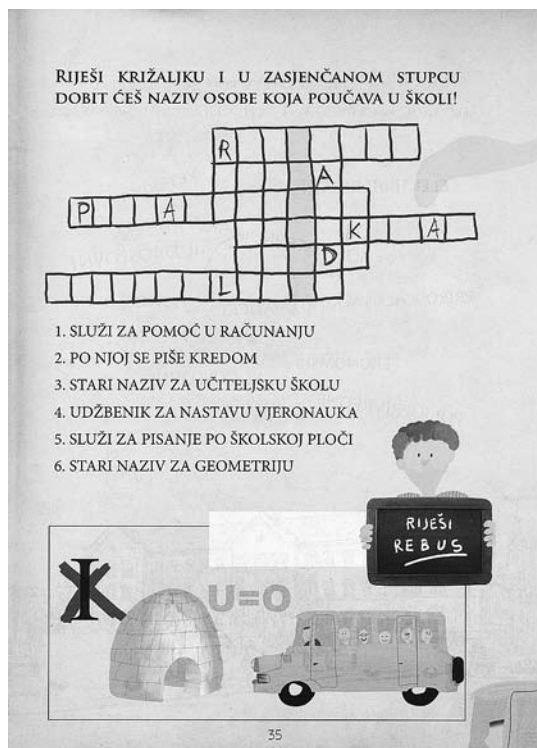 RIJEŠI KRIŽALJKU I U ZASJENČANOM STUPCU
DOBIT ĆEŠ NAZIV OSOBE KOJA POUČAVA U ŠKOLI!
R
A
P A
K A
D
L
1. SLUŽI ZA POMOĆ U RAČUNANJU
2. PO NJOJ SE PIŠE KREDOM
3. STARI NAZIV ZA UČITELJSKU ŠKOLU
4. UDŽBENIK ZA NASTAVU VJERONAUKA
5. SLUŽI ZA PISANJE PO ŠKOLSKOJ PLOČI
6. STARI NAZIV ZA GEOMETRIJU
RIJEŠI
REBUS
I
U=O
35